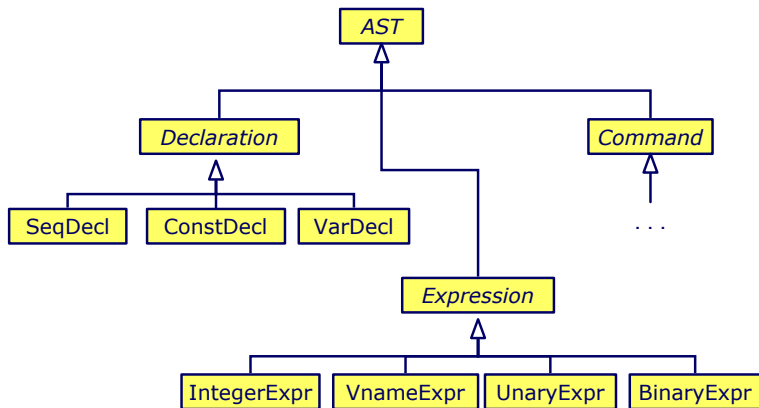 AST
Declaration
Command
SeqDecl
ConstDecl
VarDecl
. . .
Expression
IntegerExpr
VnameExpr
UnaryExpr
BinaryExpr